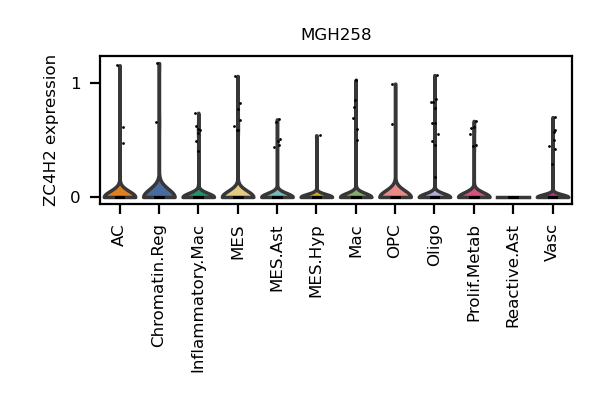 MGH258
ZC4H2 expression
1
0
AC
Chromatin.Reg
Inflammatory.Mac
MES
MES.Ast
MES.Hyp
Mac
OPC
Oligo
Prolif.Metab
Reactive.Ast
Vasc